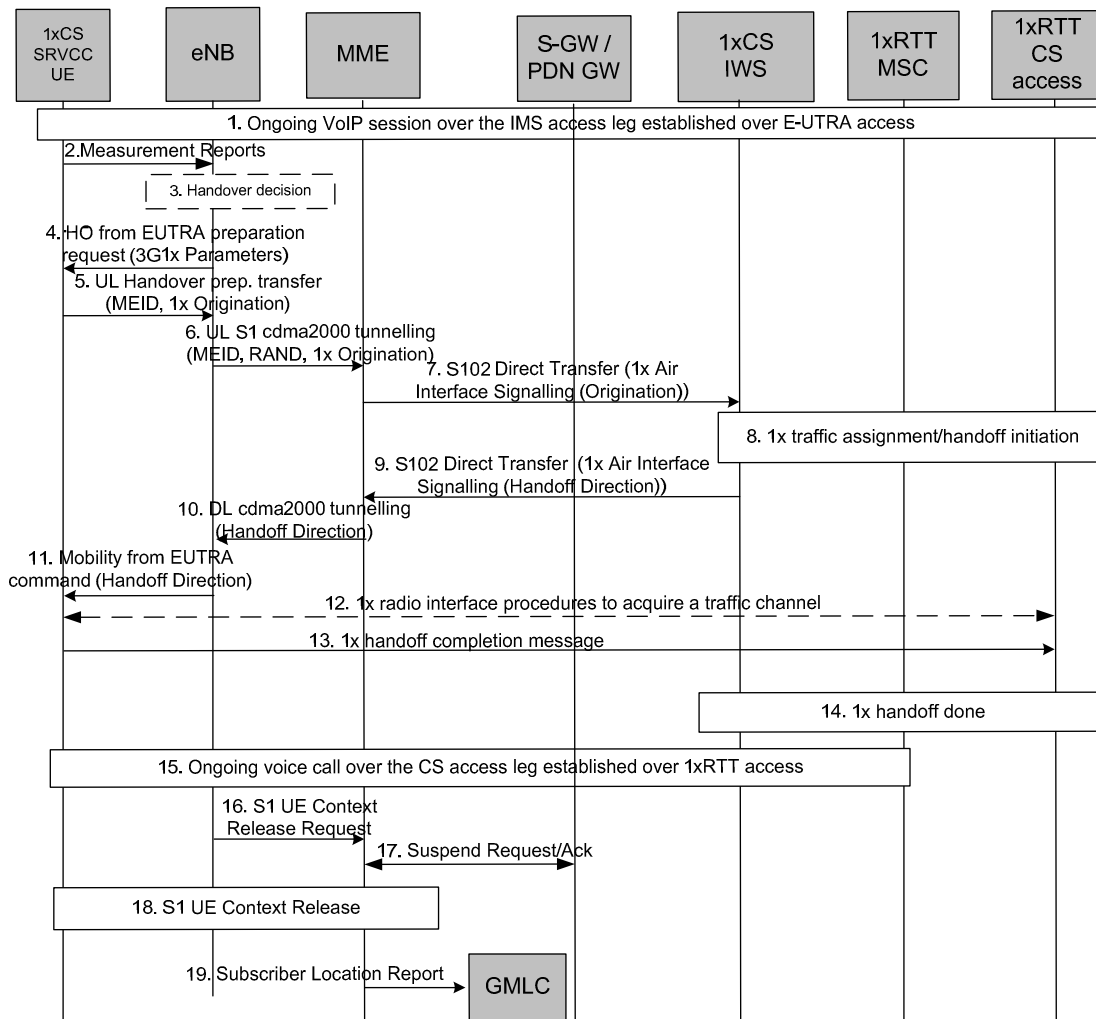 1xCS
SRVCC
UE
eNB
MME
S-GW /
PDN GW
1xCS
IWS
1xRTT
MSC
1xRTT
CS
access
1. Ongoing VoIP session over the IMS access leg established over E-UTRA access
2.Measurement Reports
3. Handover decision
4. HO from EUTRA preparation
request (3G1x Parameters)
5. UL Handover prep. transfer
(MEID, 1x Origination)
6. UL S1 cdma2000 tunnelling
(MEID, RAND, 1x Origination)
7. S102 Direct Transfer (1x Air
Interface Signalling (Origination))
8. 1x traffic assignment/handoff initiation
9. S102 Direct Transfer (1x Air Interface
Signalling (Handoff Direction))
10. DL cdma2000 tunnelling
(Handoff Direction)
11. Mobility from EUTRA
command (Handoff Direction)
12. 1x radio interface procedures to acquire a traffic channel
13. 1x handoff completion message
14. 1x handoff done
15. Ongoing voice call over the CS access leg established over 1xRTT access
16. S1 UE Context
Release Request
17. Suspend Request/Ack
18. S1 UE Context Release
19. Subscriber Location Report
GMLC